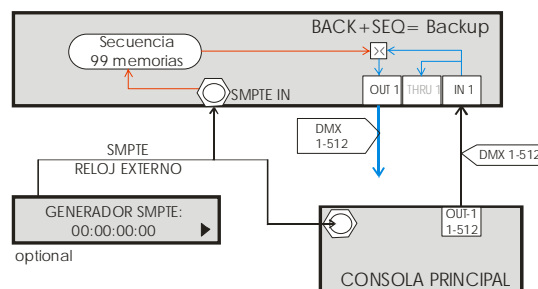 BACK+SEQ= Backup
Secuencia
99 memorias
SMPTE IN
OUT 1
THRU 1
IN 1
DMX
1-512
DMX 1-512
SMPTE
RELOJ EXTERNO
GENERADOR SMPTE:
00:00:00:00
optional
OUT-1
1-512
CONSOLA PRINCIPAL